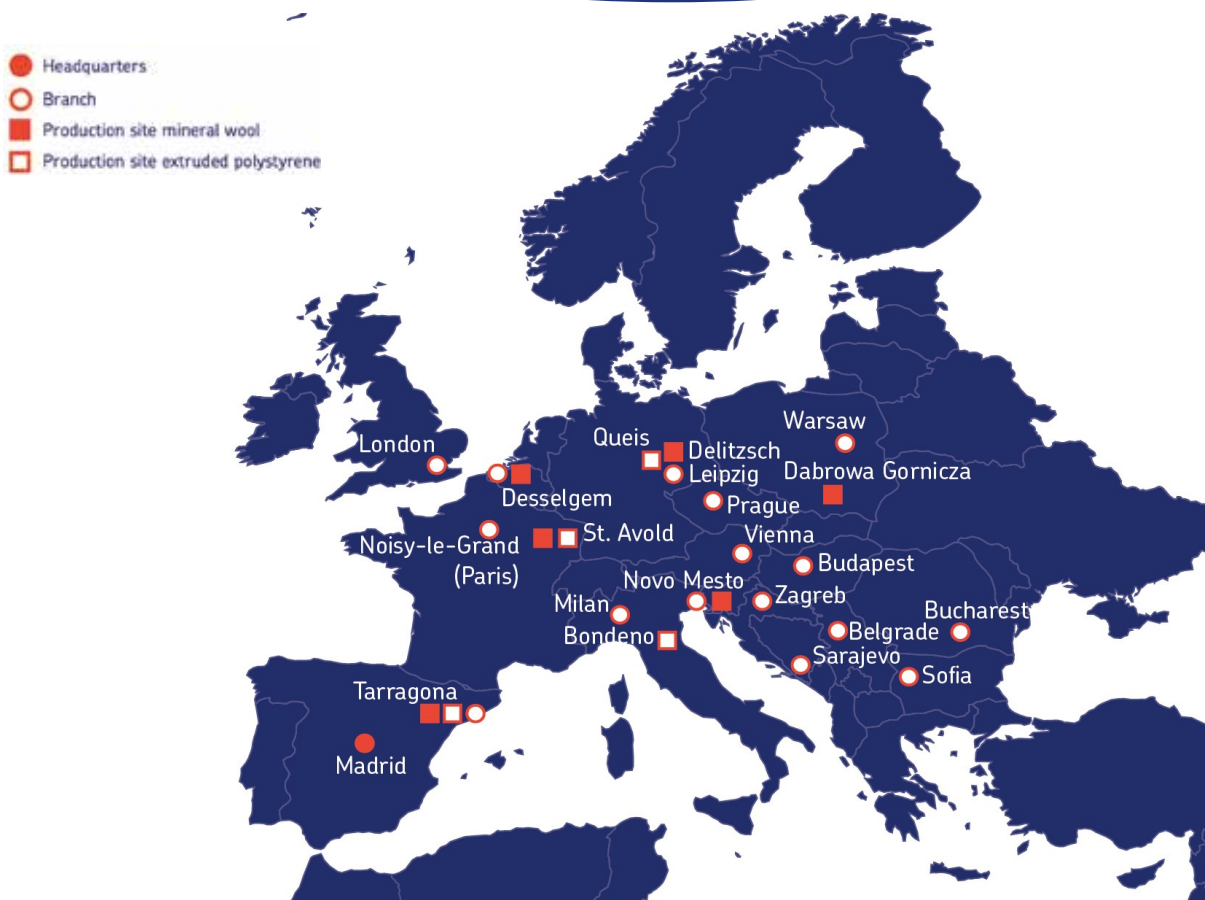 Headquarters
Branch
Production site mineral wool
Production site extruded polystyrene
Warsaw
London
Queis
Delitzsch
Leipzig
Dabrowa Gornicza
Desselgem
Prague
St. Avold
Vienna
Noisy-le-Grand
(Paris)
Budapest
Novo Mesto
Milan
Zagreb
Bucharest
Bondeno
Belgrade
Sarajevo
Sofia
Tarragona
Madrid